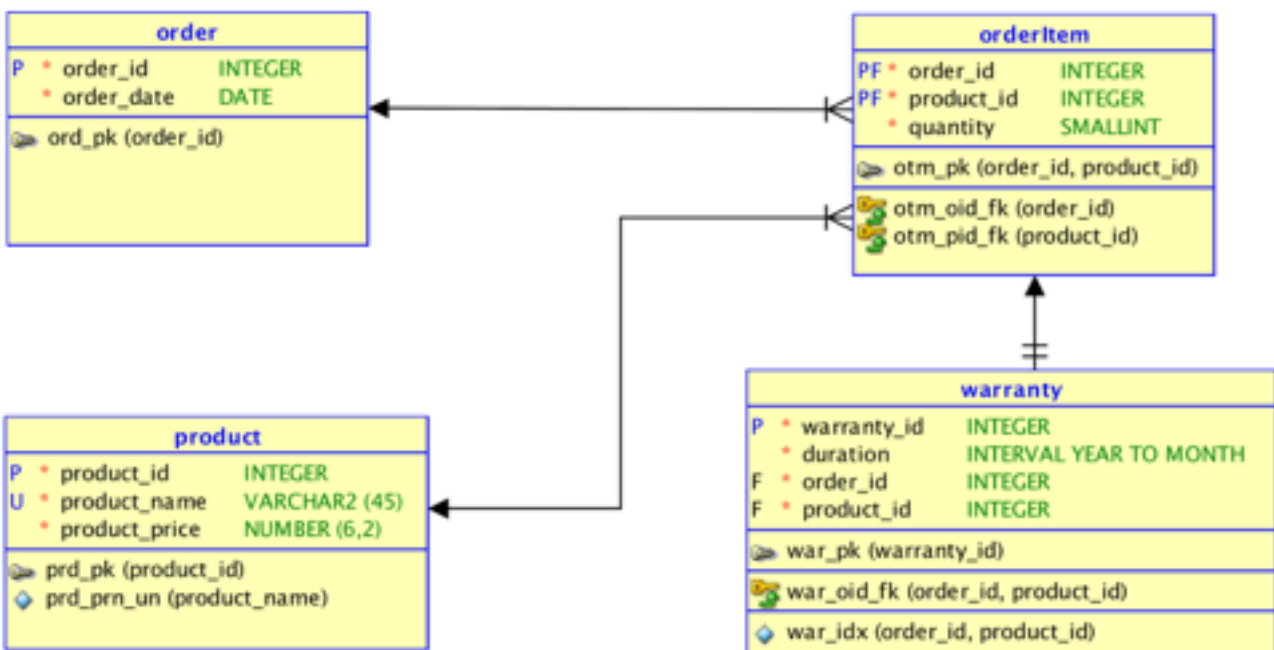 order
P * order_id INTEGER
* order_date DATE
ord_pk (order_id)
orderItem
PF * order_id INTEGER
PF * product_id INTEGER
* quantity SMALLINT
otm_pk (order_id, product_id)
otm_oid_fk (order_id)
otm_pid_fk (product_id)
product
P * product_id INTEGER
U * product_name VARCHAR2 (45)
* product_price NUMBER (6,2)
prd_pk (product_id)
prd_prn_un (product_name)
warranty
P * warranty_id INTEGER
* duration INTERVAL YEAR TO MONTH
F * order_id INTEGER
F * product_id INTEGER
war_pk (warranty_id)
war_oid_fk (order_id, product_id)
war_idx (order_id, product_id)